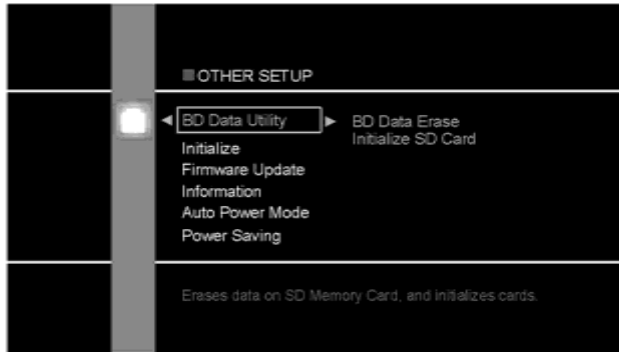 OTHER SETUP
BD Data Utility
BD Data Erase
Initialize SD Card
Initialize
Firmware Update
Information
Auto Power Mode
Power Saving
Erases data on SD Memory Card, and initializes cards.